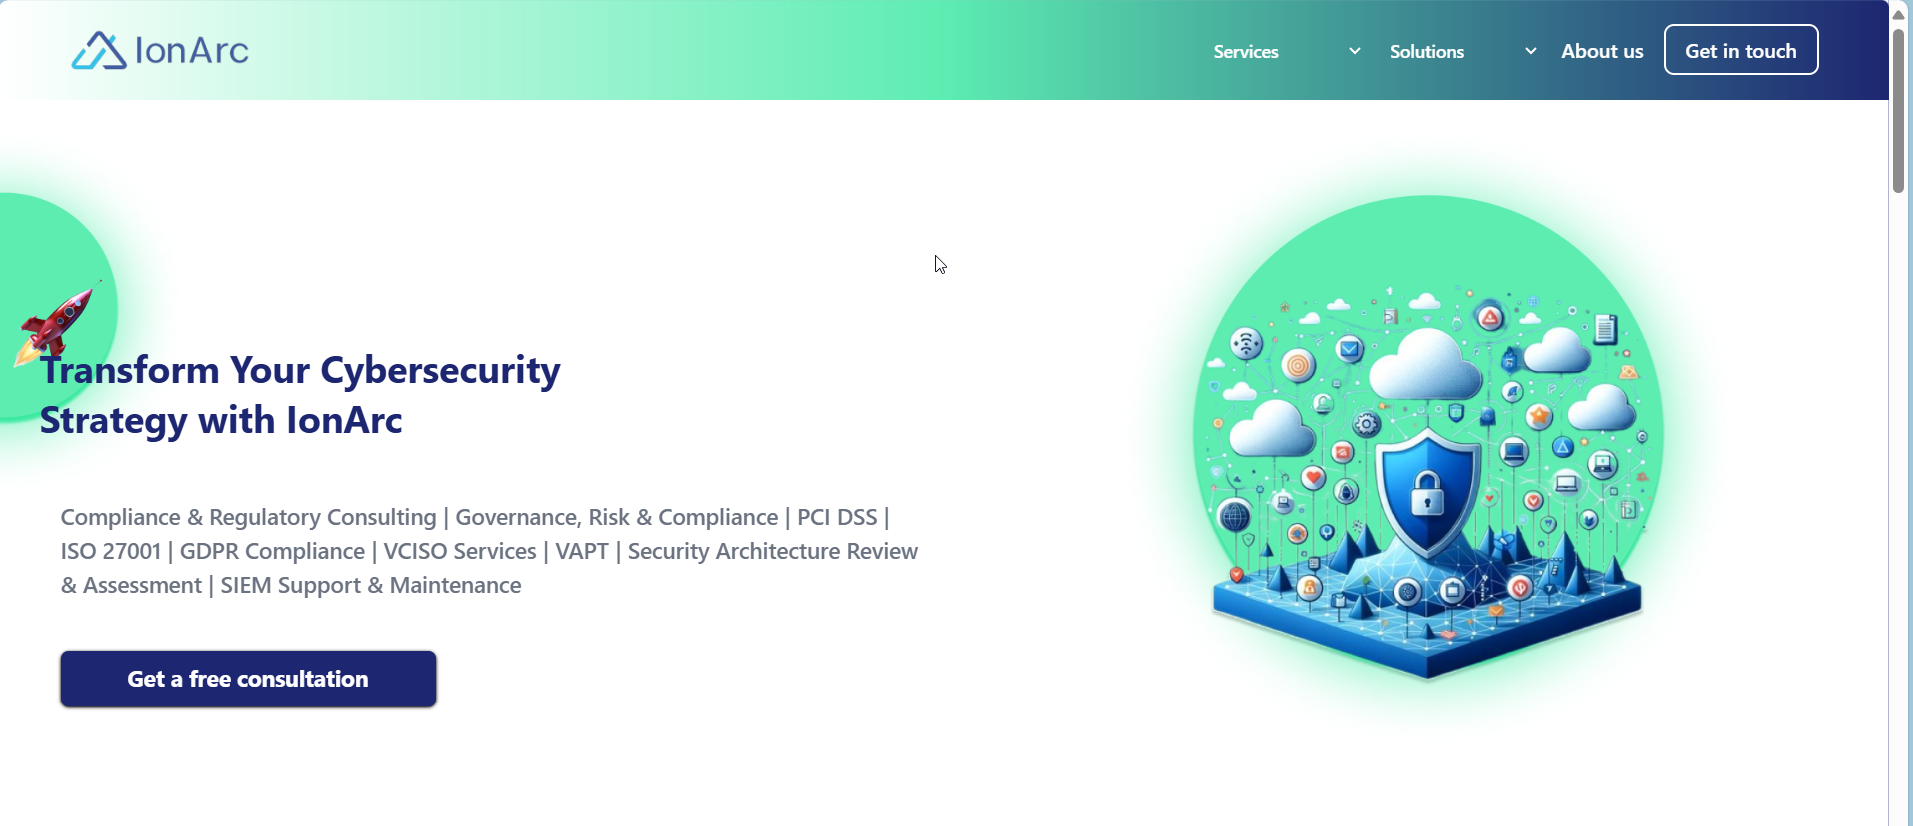 IonArc
Services
Solutions
About us
Get in touch
Transform Your Cybersecurity
Strategy with IonArc
Compliance & Regulatory Consulting | Governance, Risk & Compliance | PCI DSS |
ISO 27001 | GDPR Compliance | VCISO Services | VAPT | Security Architecture Review
& Assessment | SIEM Support & Maintenance
Get a free consultation